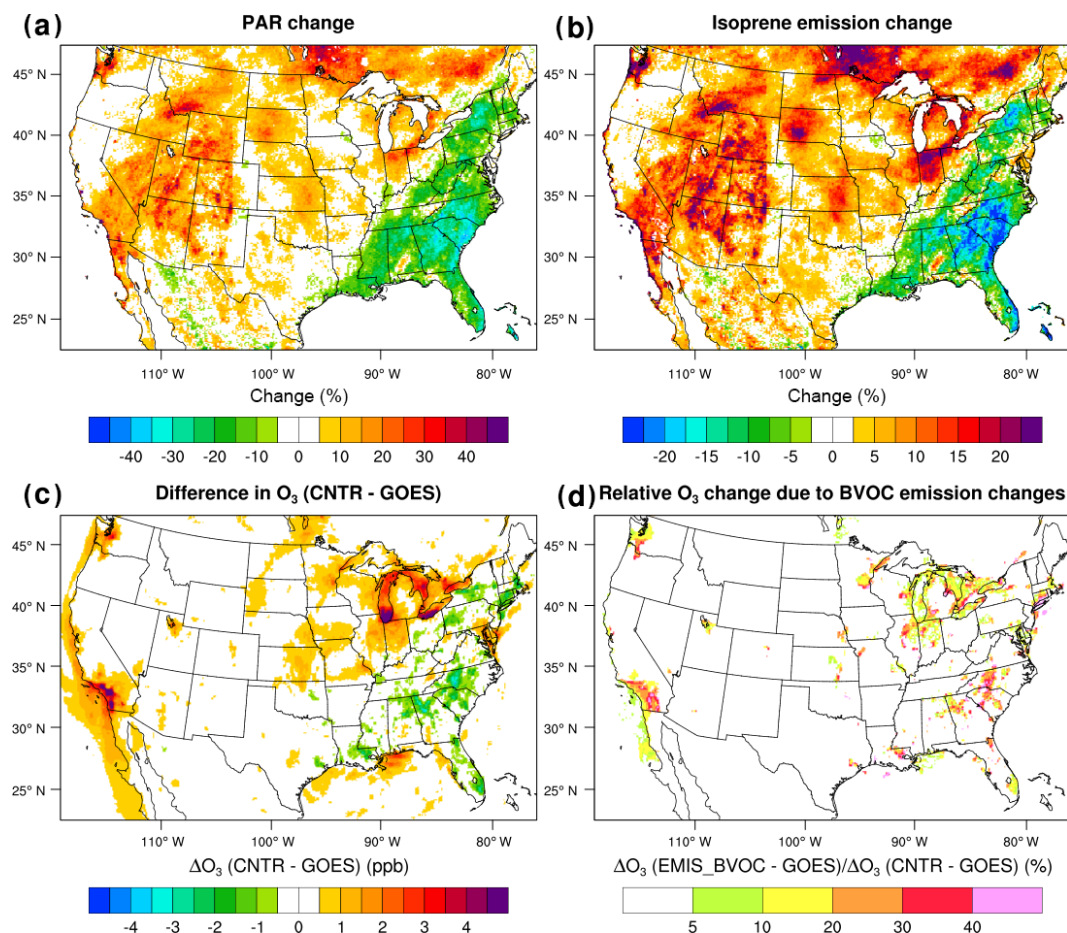 (a) PAR change
45° N
40° N
35° N
30° N
25° N
110° W 100° W 90° W 80° W
Change (%)
-40 -30 -20 -10 0 10 20 30 40
(b) Isoprene emission change
45° N
40° N
35° N
30° N
25° N
110° W 100° W 90° W 80° W
Change (%)
-20 -15 -10 -5 0 5 10 15 20
(c) Difference in O₃ (CNTR - GOES)
45° N
40° N
35° N
30° N
25° N
110° W 100° W 90° W 80° W
ΔO₃ (CNTR - GOES) (ppb)
-4 -3 -2 -1 0 1 2 3 4
(d) Relative O₃ change due to BVOC emission changes
45° N
40° N
35° N
30° N
25° N
110° W 100° W 90° W 80° W
ΔO₃ (EMIS_BVOC - GOES)/ΔO₃ (CNTR - GOES) (%)
5 10 20 30 40